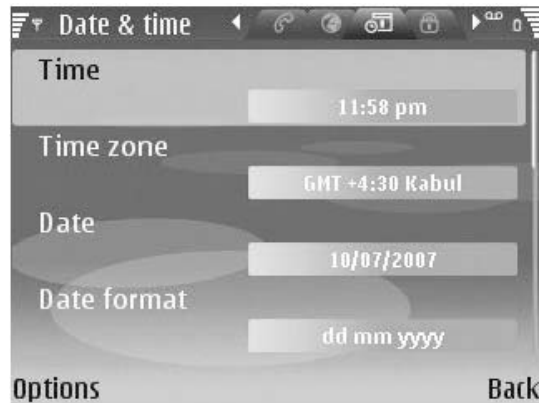 Date & time
Time
11:58 pm
Time zone
GMT +4:30 Kabul
Date
10/07/2007
Date format
dd mm yyyy
Options
Back